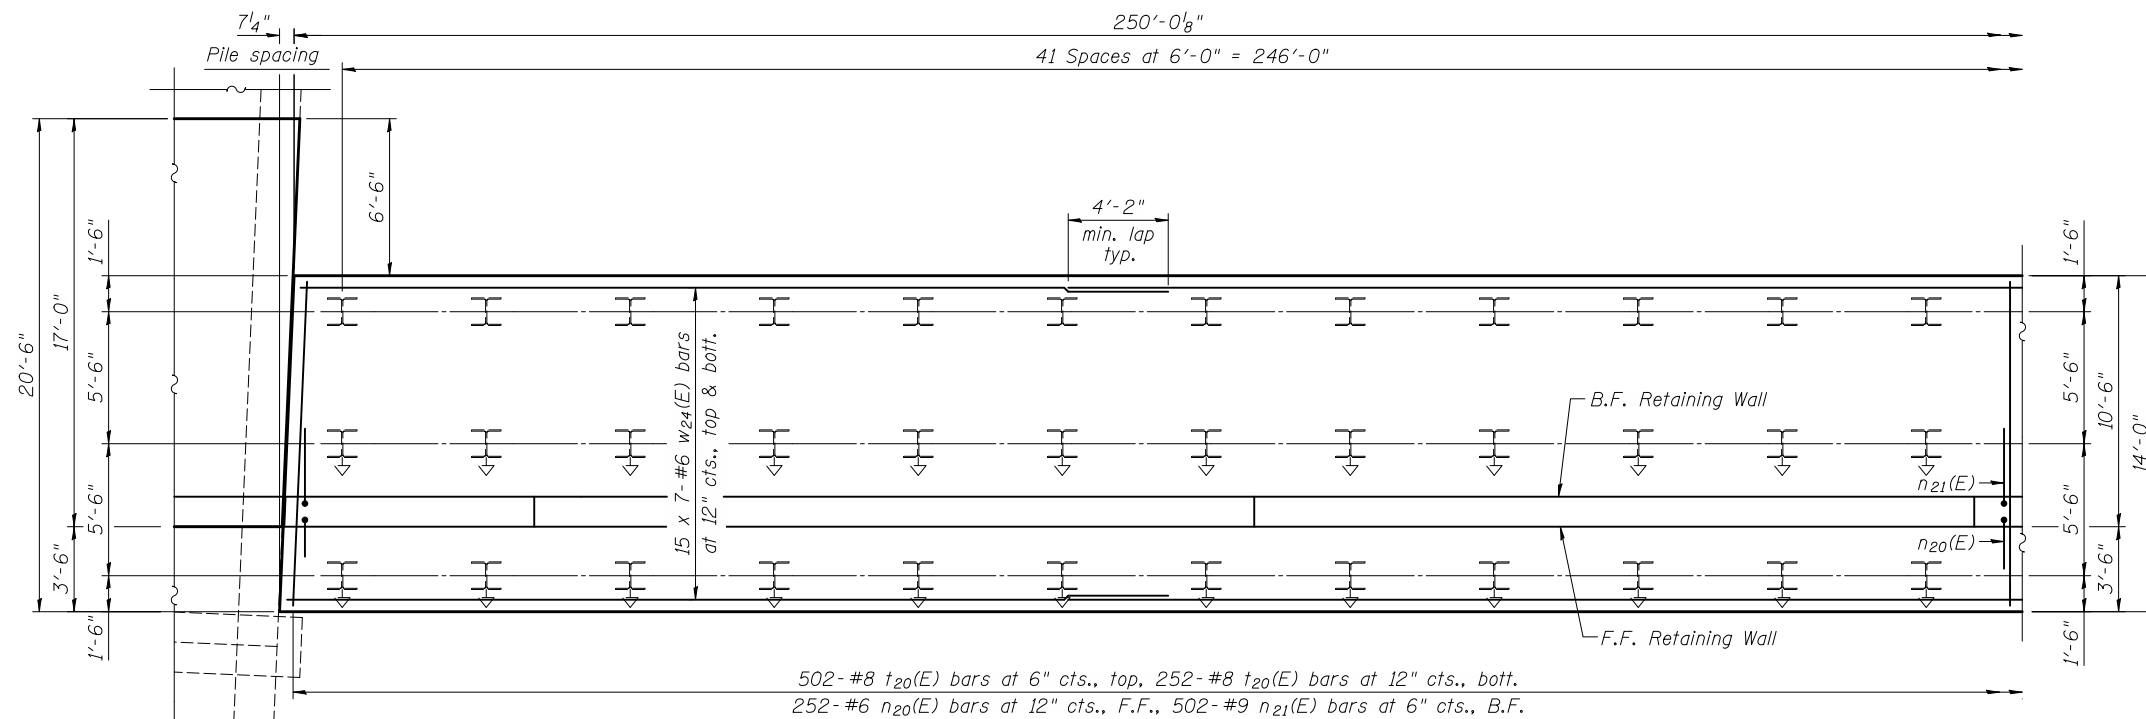 7 1/4"
250'-0 1/8"
Pile spacing
41 Spaces at 6'-0" = 246'-0"
20'-6"
17'-0"
3'-6"
1'-6"
5'-6"
5'-6"
1'-6"
6'-6"
4'-2"
min. lap
typ.
15 x 7-#6 w24(E) bars
at 12" cts., top & bott.
B.F. Retaining Wall
n21(E)
n20(E)
F.F. Retaining Wall
1'-6"
5'-6"
5'-6"
1'-6"
10'-6"
3'-6"
14'-0"
502-#8 t20(E) bars at 6" cts., top, 252-#8 t20(E) bars at 12" cts., bott.
252-#6 n20(E) bars at 12" cts., F.F., 502-#9 n21(E) bars at 6" cts., B.F.